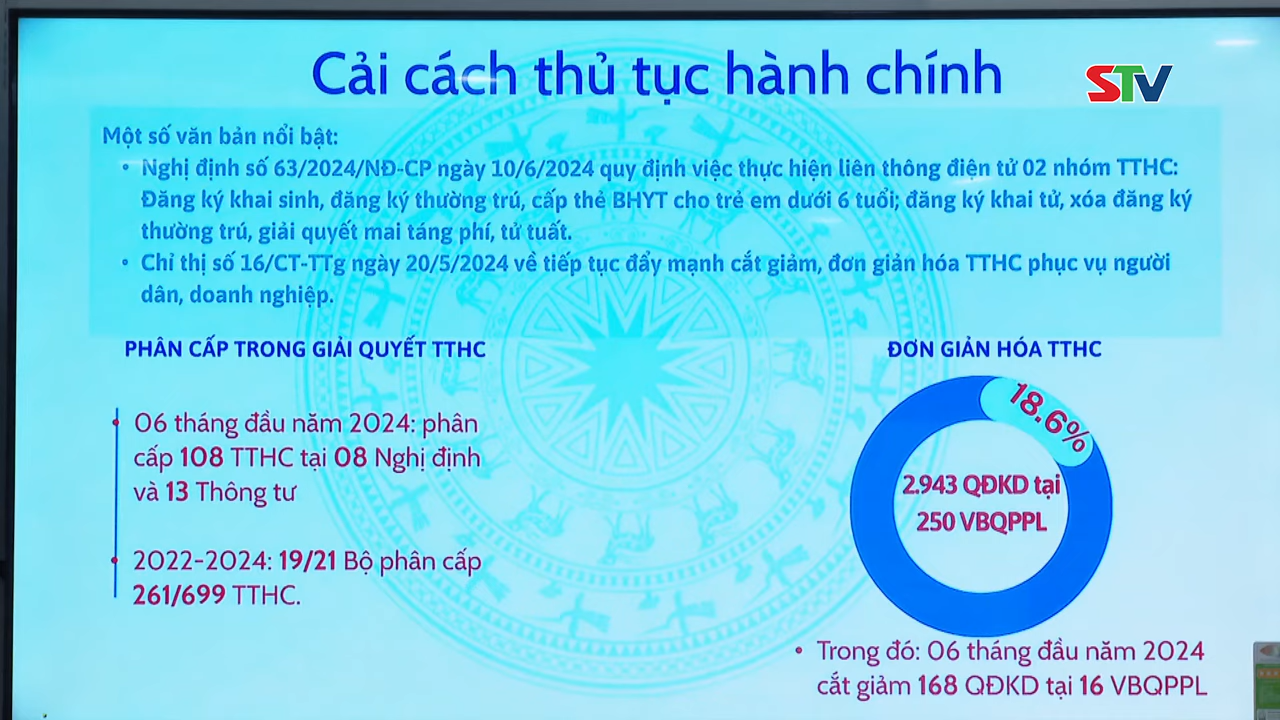 Cải cách thủ tục hành chính
STV
Một số văn bản nổi bật:
• Nghị định số 63/2024/NĐ-CP ngày 10/6/2024 quy định việc thực hiện liên thông điện tử 02 nhóm TTHC:
Đăng ký khai sinh, đăng ký thường trú, cấp thẻ BHYT cho trẻ em dưới 6 tuổi; đăng ký khai tử, xóa đăng ký
thường trú, giải quyết mai táng phí, tử tuất.
• Chỉ thị số 16/CT-TTg ngày 20/5/2024 về tiếp tục đẩy mạnh cắt giảm, đơn giản hóa TTHC phục vụ người
dân, doanh nghiệp.
PHÂN CẤP TRONG GIẢI QUYẾT TTHC
• 06 tháng đầu năm 2024: phân
cấp 108 TTHC tại 08 Nghị định
và 13 Thông tư
• 2022-2024: 19/21 Bộ phân cấp
261/699 TTHC.
ĐƠN GIẢN HÓA TTHC
18.6%
2.943 QĐKD tại
250 VBQPPL
• Trong đó: 06 tháng đầu năm 2024
cắt giảm 168 QĐKD tại 16 VBQPPL